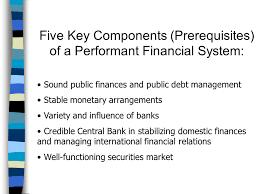 Five Key Components (Prerequisites)
of a Performant Financial System:
• Sound public finances and public debt management
• Stable monetary arrangements
• Variety and influence of banks
• Credible Central Bank in stabilizing domestic finances
and managing international financial relations
• Well-functioning securities market